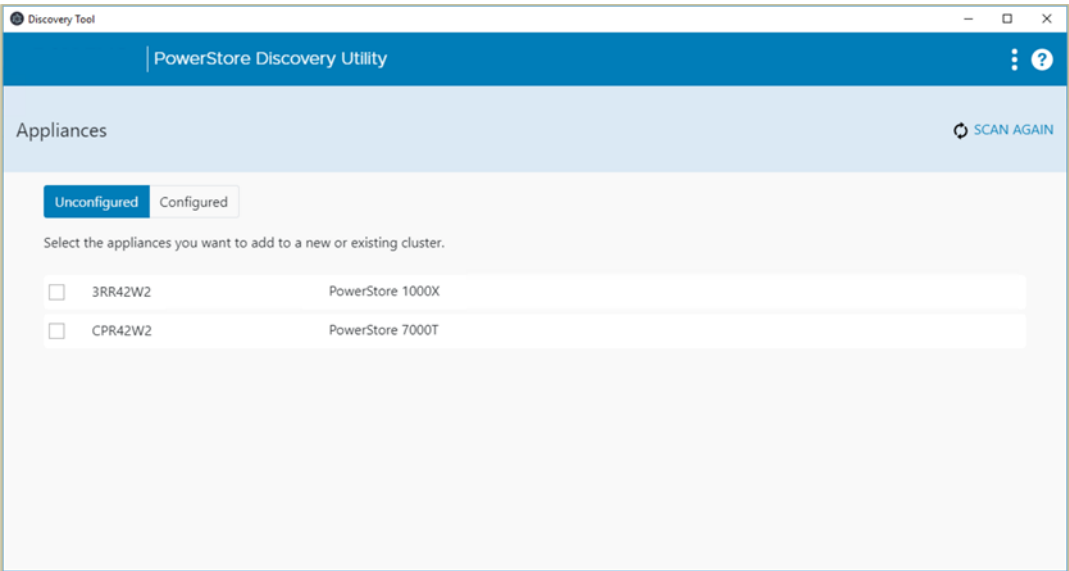 Discovery Tool
PowerStore Discovery Utility
?
Appliances
SCAN AGAIN
Unconfigured Configured
Select the appliances you want to add to a new or existing cluster.
3RR42W2 PowerStore 1000X
CPR42W2 PowerStore 7000T